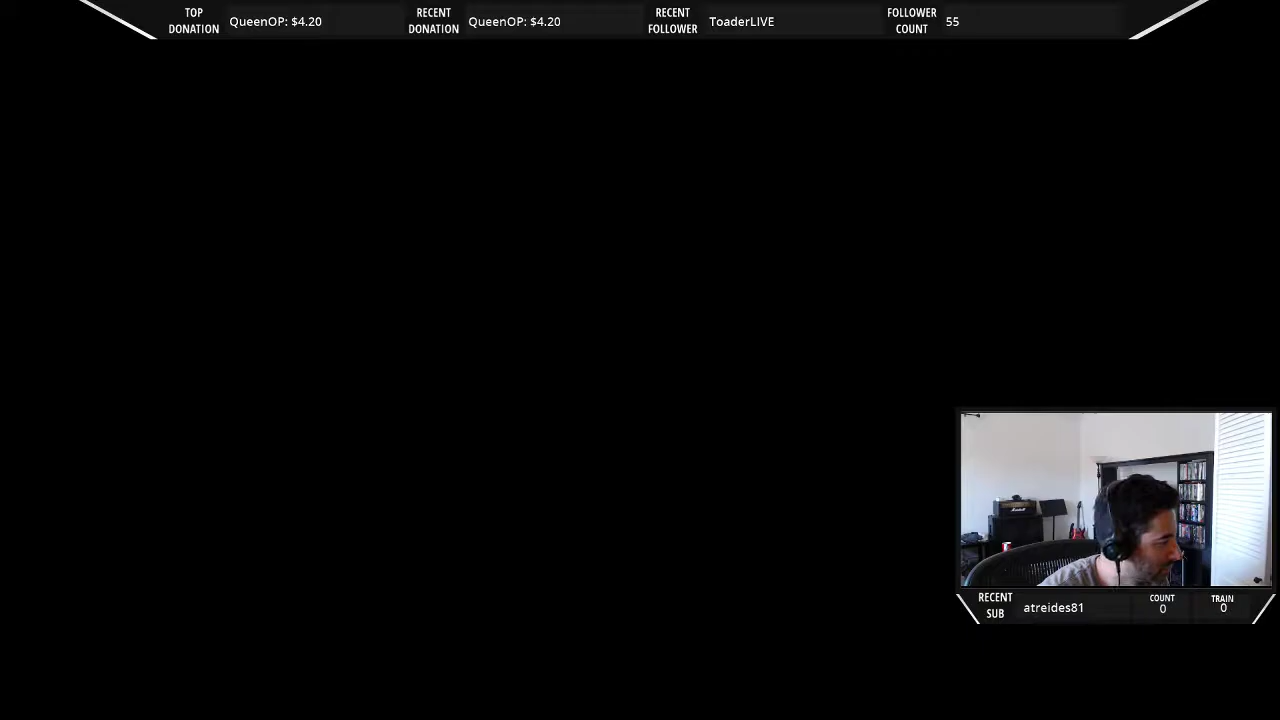 TOP DONATION
QueenOP: $4.20
RECENT DONATION
QueenOP: $4.20
RECENT FOLLOWER
ToaderLIVE
FOLLOWER COUNT
55
RECENT SUB
atreides81
COUNT
0
TRAIN
0